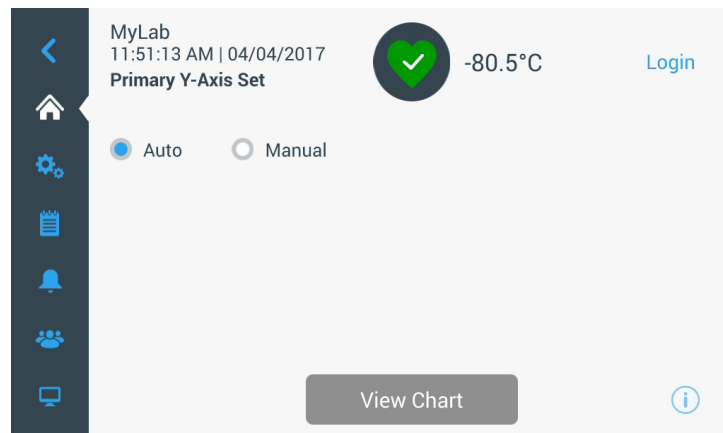 MyLab
11:51:13 AM | 04/04/2017
Primary Y-Axis Set
-80.5°C
Login
Auto
Manual
View Chart
i